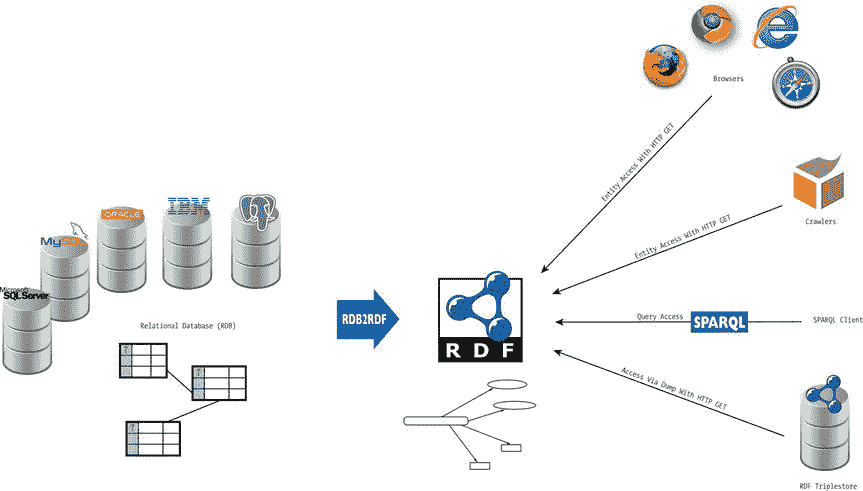 Browsers
Entity Access With HTTP GET
Crawlers
Entity Access With HTTP GET
ORACLE
IBM
MySQL
Microsoft
SQLServer
Relational Database (RDB)
RDB2RDF
RDF
Query Access
SPARQL
SPARQL Client
Access Via Dump With HTTP GET
RDF Triplestore